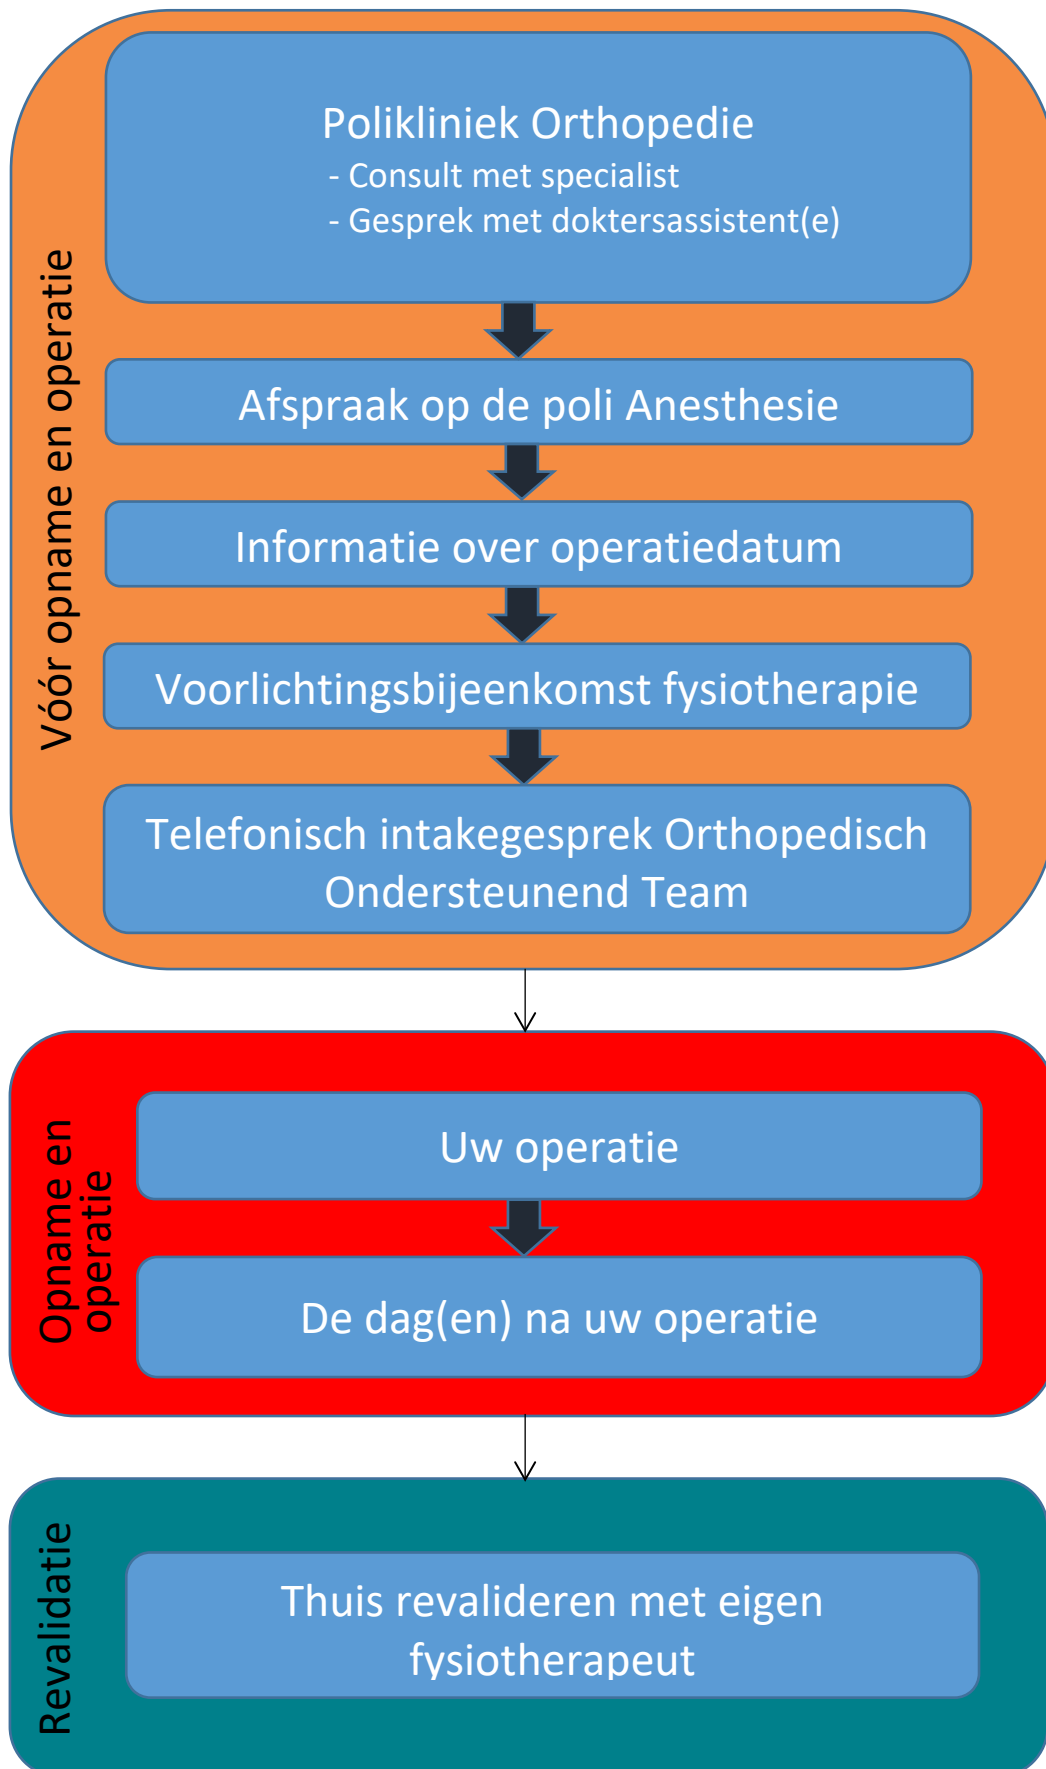 Vóór opname en operatie
Polikliniek Orthopedie
- Consult met specialist
- Gesprek met doktersassistent(e)
Afspraak op de poli Anesthesie
Informatie over operatiedatum
Voorlichtingsbijeenkomst fysiotherapie
Telefonisch intakegesprek Orthopedisch
Ondersteunend Team
Opname en
operatie
Uw operatie
De dag(en) na uw operatie
Revalidatie
Thuis revalideren met eigen
fysiotherapeut